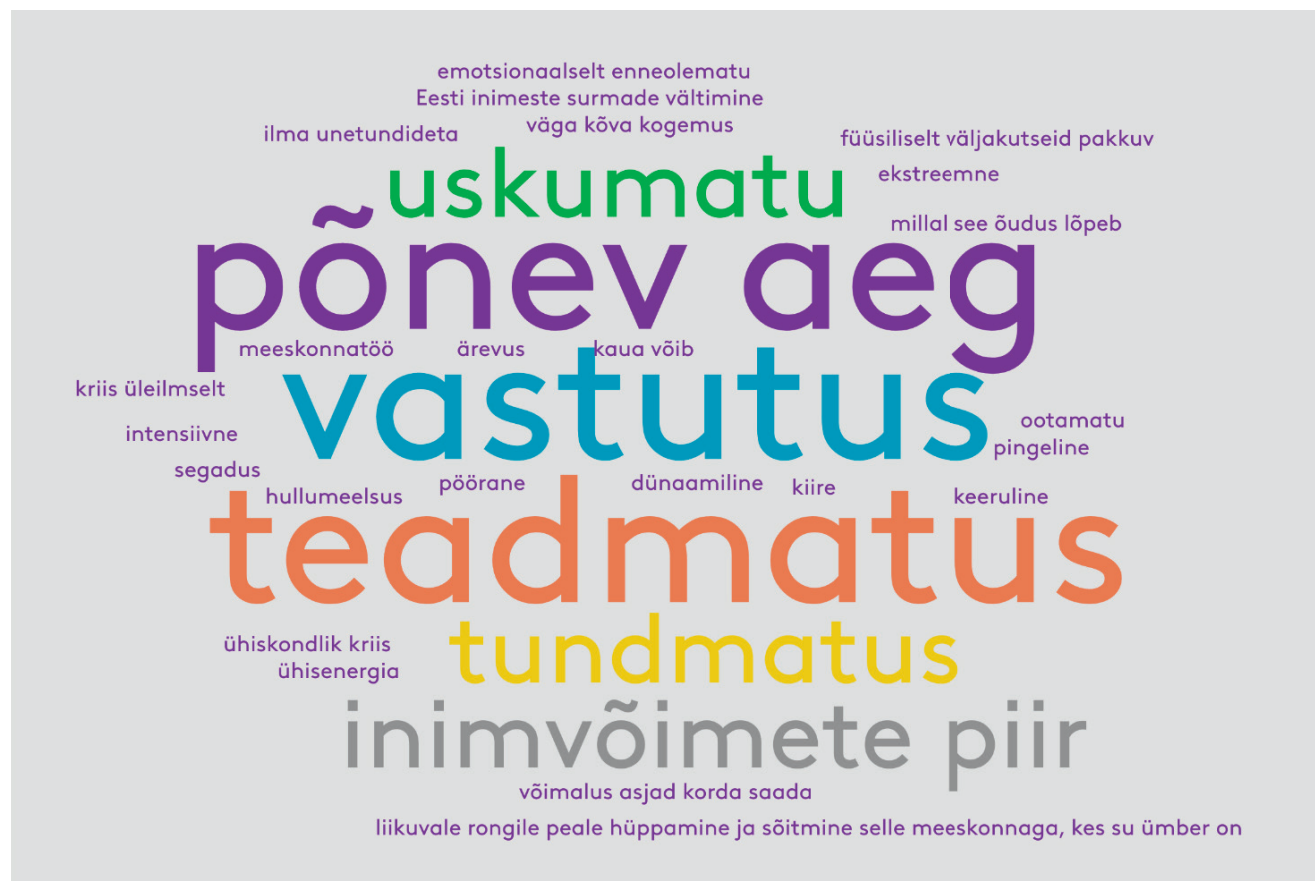 emotsionaalselt enneolematu
Eesti inimeste surmade vältimine
väga kõva kogemus
ilma unetundideta
füüsiliselt väljakutseid pakkuv
uskumatu
ekstreemne
millal see õudus lõpeb
põnev aeg
meeskonnatöö
ärevus
kaua võib
kriis üleilmselt
vastutus
ootamatu
intensiivne
pingeline
segadus
hullumeelsus
pöörane
dünaamiline
kiire
keeruline
teadmatus
ühiskondlik kriis
tundmatus
ühisenergia
inimvõimete piir
võimalus asjad korda saada
liikuvale rongile peale hüppamine ja sõitmine selle meeskonnaga, kes su ümber on